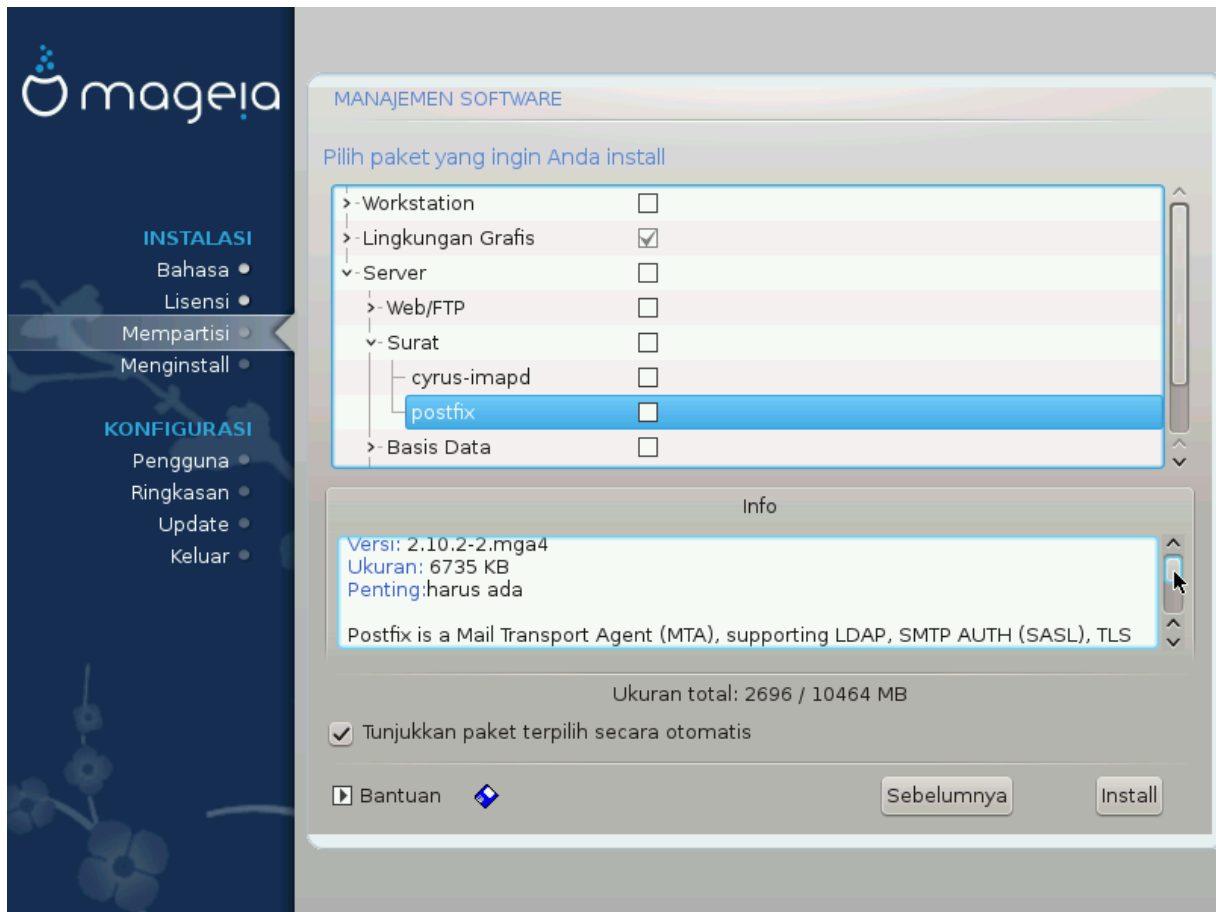 mageia
INSTALASI
Bahasa
Lisensi
Mempartisi
Menginstall
KONFIGURASI
Pengguna
Ringkasan
Update
Keluar
MANAJEMEN SOFTWARE
Pilih paket yang ingin Anda install
Workstation
Lingkungan Grafis
Server
Web/FTP
Surat
cyrus-imapd
postfix
Basis Data
Info
Versi: 2.10.2-2.mga4
Ukuran: 6735 KB
Penting:harus ada
Postfix is a Mail Transport Agent (MTA), supporting LDAP, SMTP AUTH (SASL), TLS
Ukuran total: 2696 / 10464 MB
Tunjukkan paket terpilih secara otomatis
Bantuan
Sebelumnya
Install